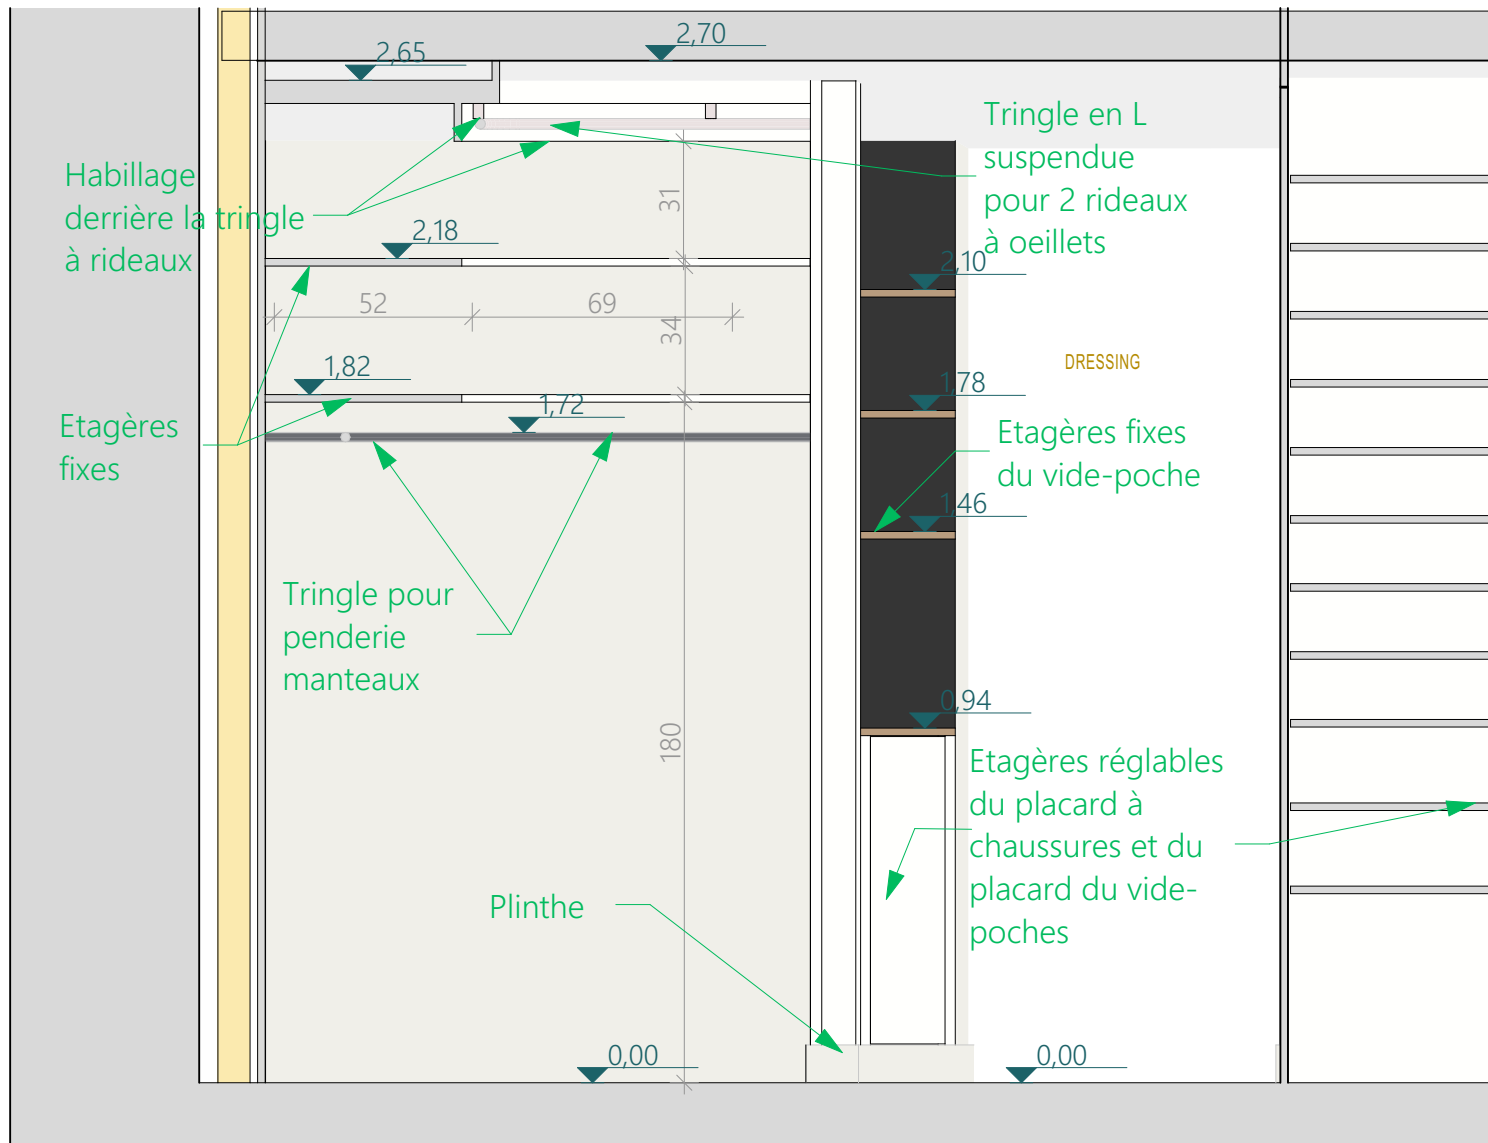 2,70
2,65
Tringle en L
suspendue
pour 2 rideaux
à oeillets
Habillage
derrière la tringle
à rideaux
31
2,18
2,10
52
69
34
DRESSING
1,82
1,78
1,72
Etagères
fixes
Etagères fixes
du vide-poche
1,46
Tringle pour
penderie
manteaux
0,94
180
Etagères réglables
du placard à
chaussures et du
placard du vide-
poches
Plinthe
0,00
0,00